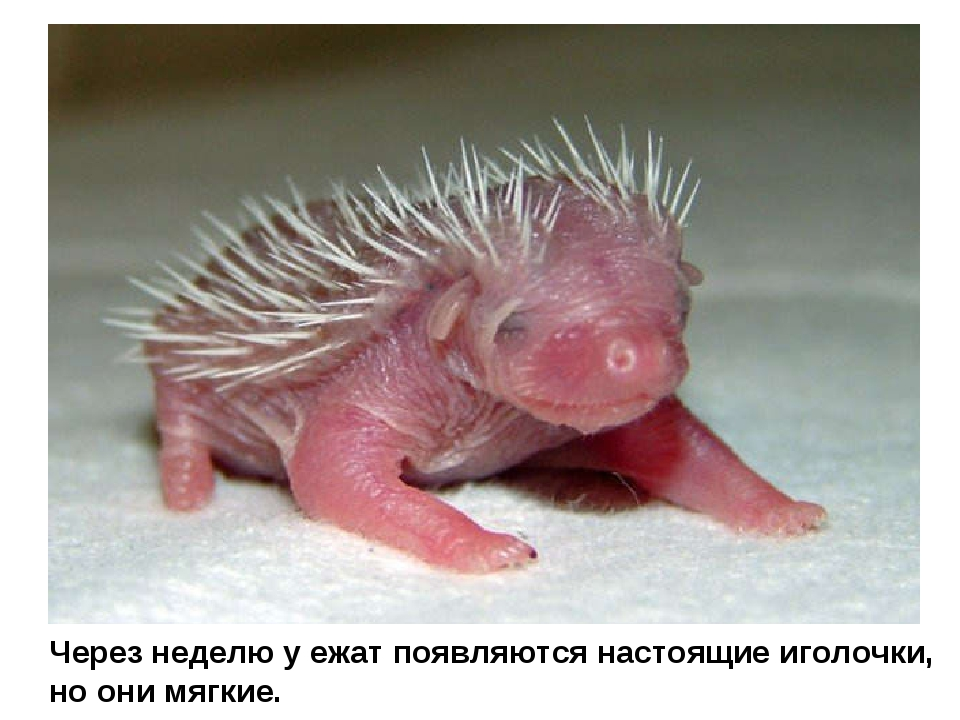 Через неделю у ежат появляются настоящие иголочки,
но они мягкие.